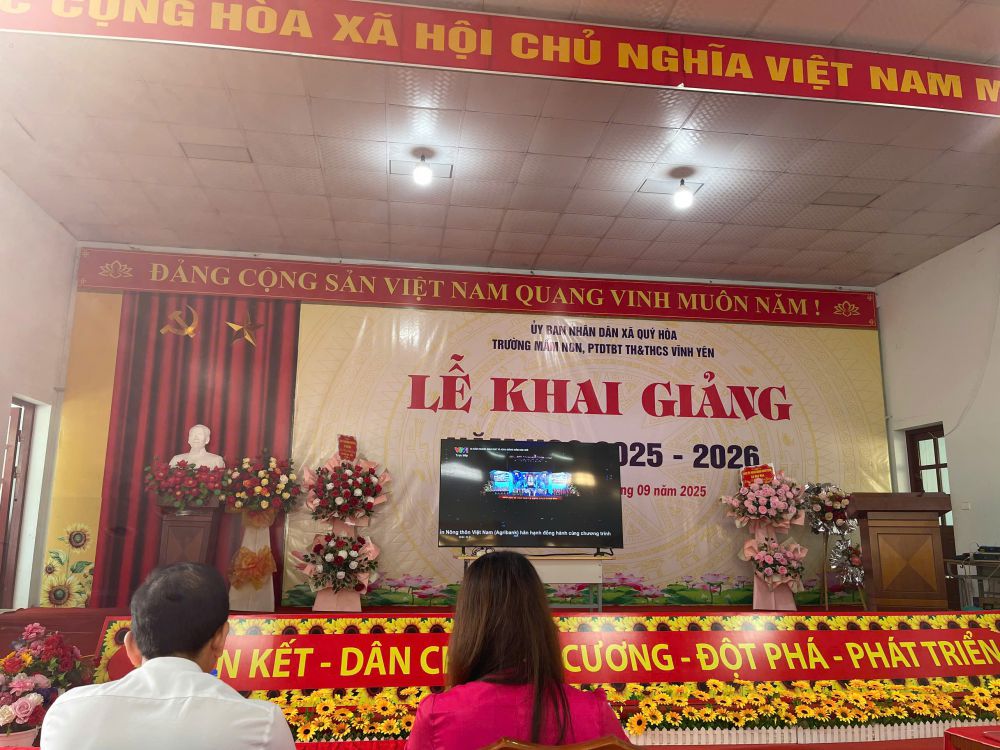 CỘNG HÒA XÃ HỘI CHỦ NGHĨA VIỆT NAM M
ĐẢNG CỘNG SẢN VIỆT NAM QUANG VINH MUÔN NĂM !
ỦY BAN NHÂN DÂN XÃ QUÝ HÒA
TRƯỜNG MẦM NON, PTDTBT TH&THCS VĨNH YÊN
LỄ KHAI GIẢNG
2025 - 2026
09 năm 2025
VTV1
Trực tiếp
n Nông thôn Việt Nam (Agribank) hân hạnh đồng hành cùng chương trình
N KẾT - DÂN CH CƯƠNG - ĐỘT PHÁ - PHÁT TRIỂN